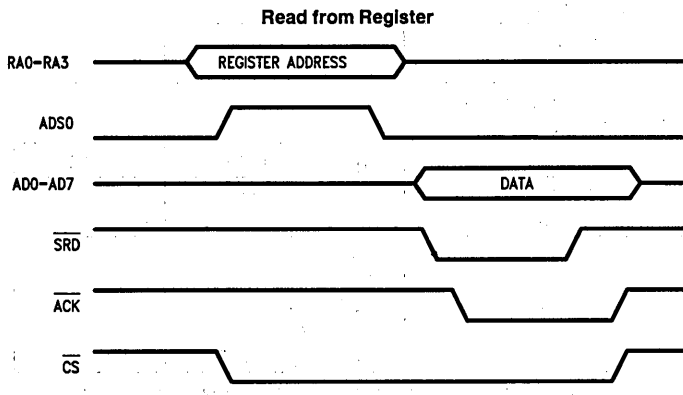 Read from Register
RA0-RA3 REGISTER ADDRESS
ADS0
AD0-AD7 DATA
SRD
ACK
CS